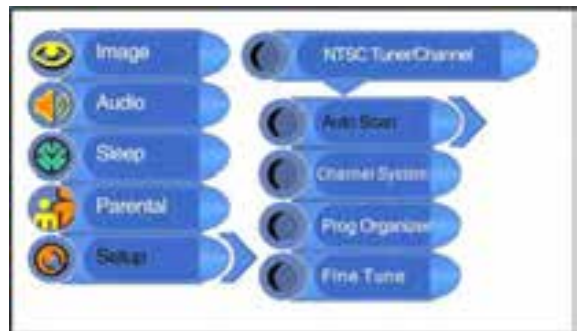 Image
Audio
Sleep
Parental
Setup
NTSC Tuner/Channel
Auto Scan
Channel System
Prog Organizer
Fine Tune